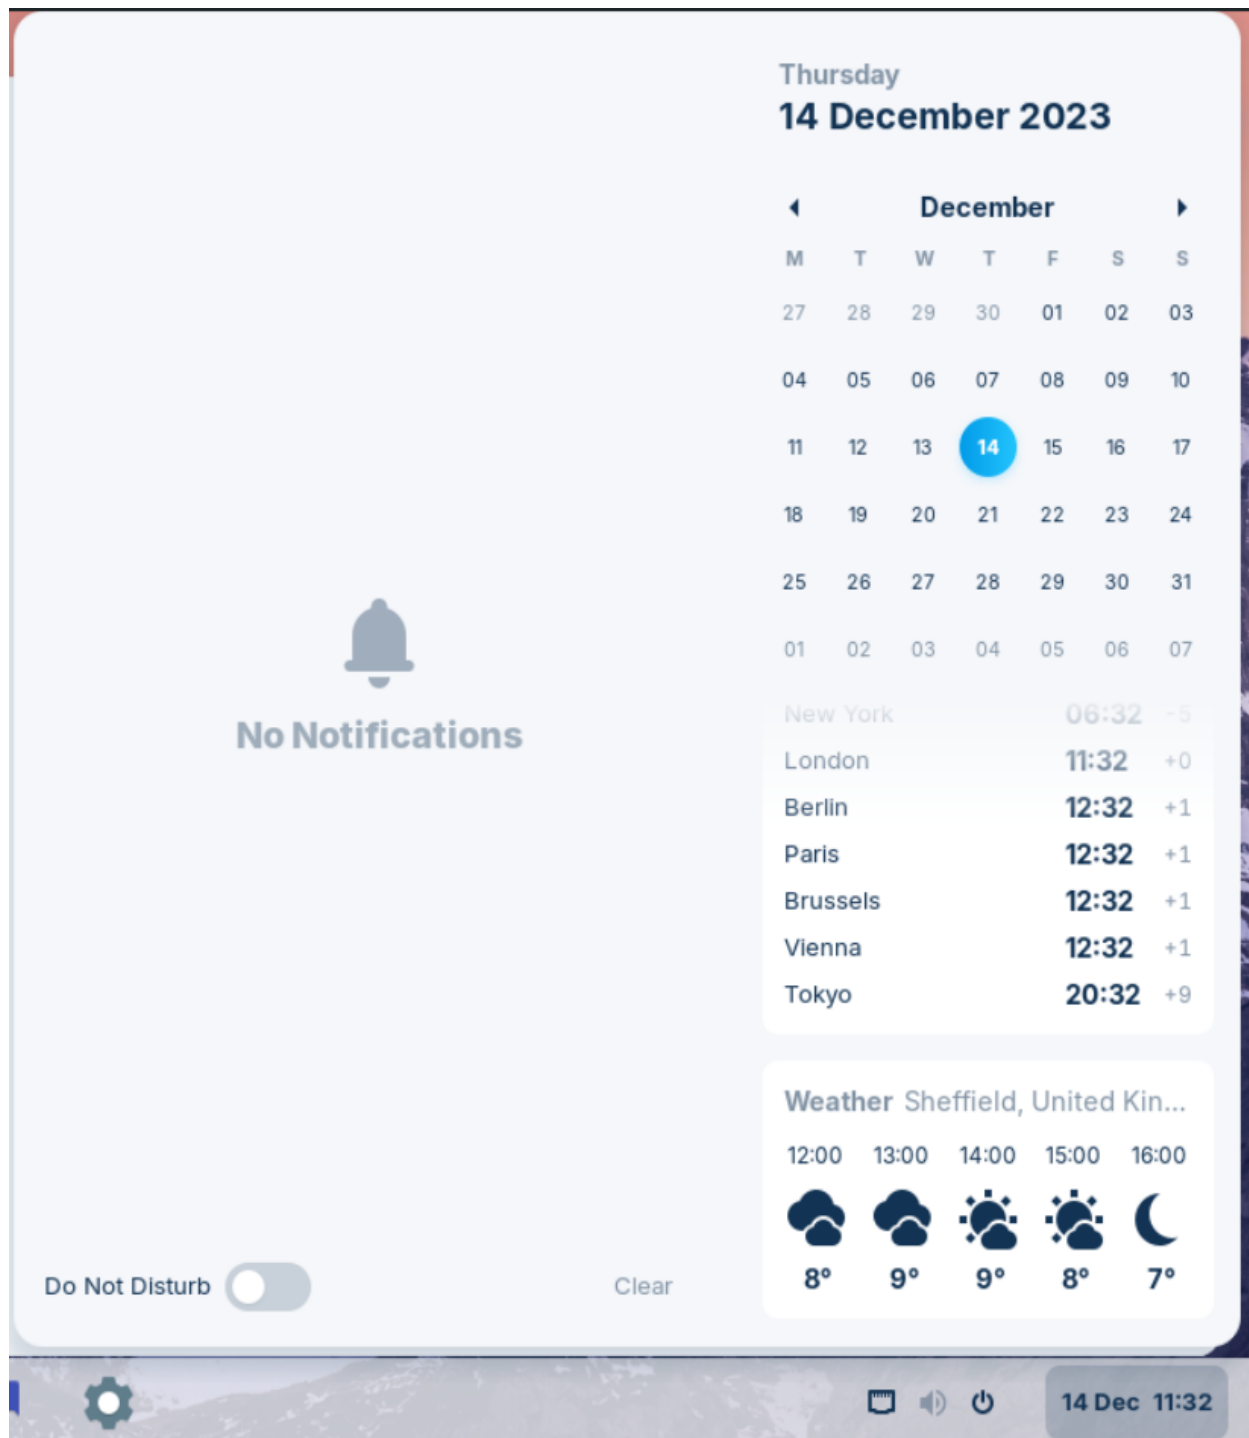 Thursday
14 December 2023
December
M T W T F S S
27 28 29 30 01 02 03
04 05 06 07 08 09 10
11 12 13 14 15 16 17
18 19 20 21 22 23 24
25 26 27 28 29 30 31
01 02 03 04 05 06 07
New York 06:32 -5
London 11:32 +0
Berlin 12:32 +1
Paris 12:32 +1
Brussels 12:32 +1
Vienna 12:32 +1
Tokyo 20:32 +9
Weather Sheffield, United Kin...
12:00 13:00 14:00 15:00 16:00
8° 9° 9° 8° 7°
No Notifications
Do Not Disturb
Clear
14 Dec 11:32